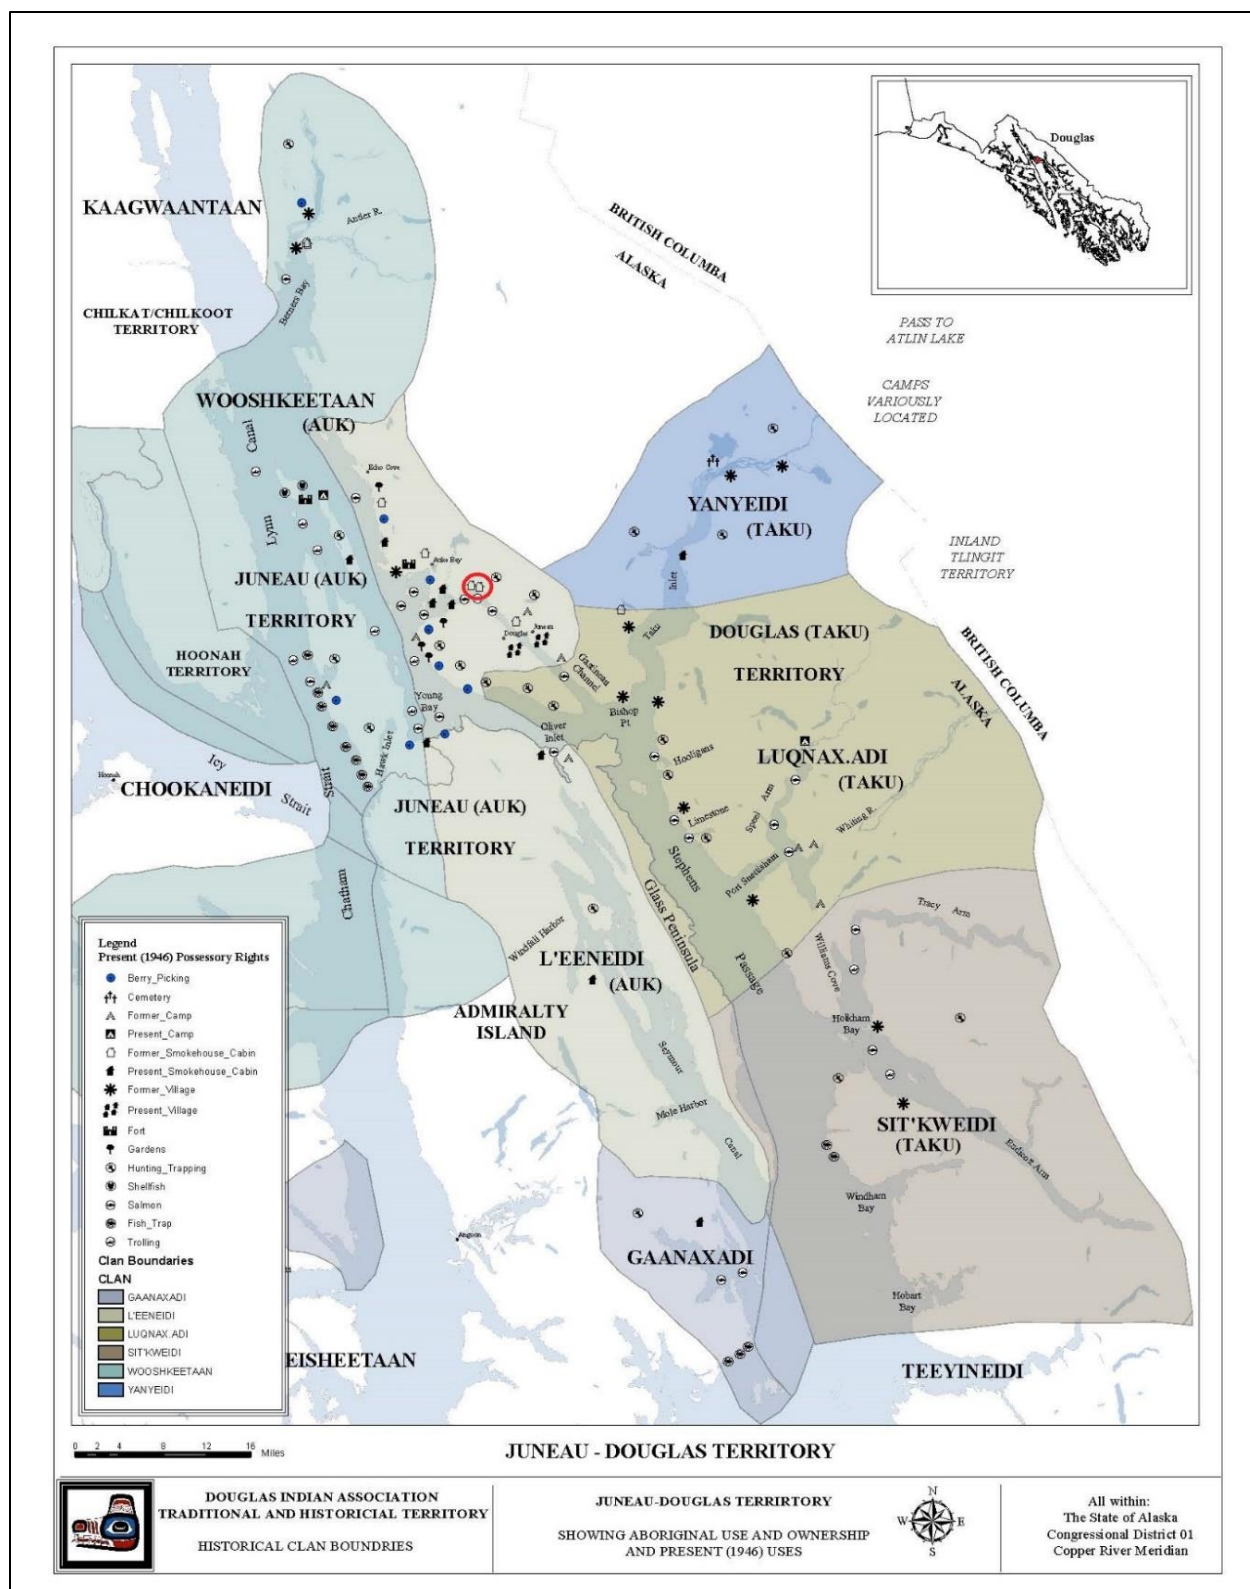 Douglas
BRITISH COLUMBA
ALASKA
KAAGWAANTAAN
Antler R.
Berners Bay
CHILKAT/CHILKOOT
TERRITORY
PASS TO
ATLIN LAKE
CAMPS
VARIOUSLY
LOCATED
WOOSHKEETAAN
(AUK)
Canal
Lynn
Echo Cove
YANYEIDI
(TAKU)
INLAND
TLINGIT
TERRITORY
Auke Bay
Inlet
JUNEAU (AUK)
TERRITORY
Taku
DOUGLAS (TAKU)
TERRITORY
BRITISH COLUMBA
ALASKA
Douglas
Juneau
HOONAH
TERRITORY
Gastineau
Channel
Young
Bay
Bishop
Pt.
Oliver
Inlet
Hooligans
LUQNAX.ADI
(TAKU)
Icy
Strait
Hoonah
CHOOKANEIDI
Strait
Hawk Inlet
JUNEAU (AUK)
TERRITORY
Limestone
Speel Arm
Whiting R.
Stephens
Port Snettisham
Chatham
Glass Peninsula
Passage
Tracy Arm
Williams Cove
Windfall Harbor
L'EENEIDI
(AUK)
ADMIRALTY
ISLAND
Holkham
Bay
Seymour
Mole Harbor
Canal
SIT'KWEIDI
(TAKU)
Endicott Arm
Windham
Bay
Angoon
GAANAXADI
Hobart
Bay
EISHEETAAN
TEEYINEIDI
Legend
Present (1946) Possessory Rights
Berry_Picking
Cemetery
Former_Camp
Present_Camp
Former_Smokehouse_Cabin
Present_Smokehouse_Cabin
Former_Village
Present_Village
Fort
Gardens
Hunting_Trapping
Shellfish
Salmon
Fish_Trap
Trolling
Clan Boundaries
CLAN
GAANAXADI
L'EENEIDI
LUQNAX.ADI
SIT'KWEIDI
WOOSHKEETAAN
YANYEIDI
0 2 4 8 12 16 Miles
JUNEAU - DOUGLAS TERRITORY
DOUGLAS INDIAN ASSOCIATION
TRADITIONAL AND HISTORICIAL TERRITORY
HISTORICAL CLAN BOUNDRIES
JUNEAU-DOUGLAS TERRIRTORY
SHOWING ABORIGINAL USE AND OWNERSHIP
AND PRESENT (1946) USES
N
W E
S
All within:
The State of Alaska
Congressional District 01
Copper River Meridian